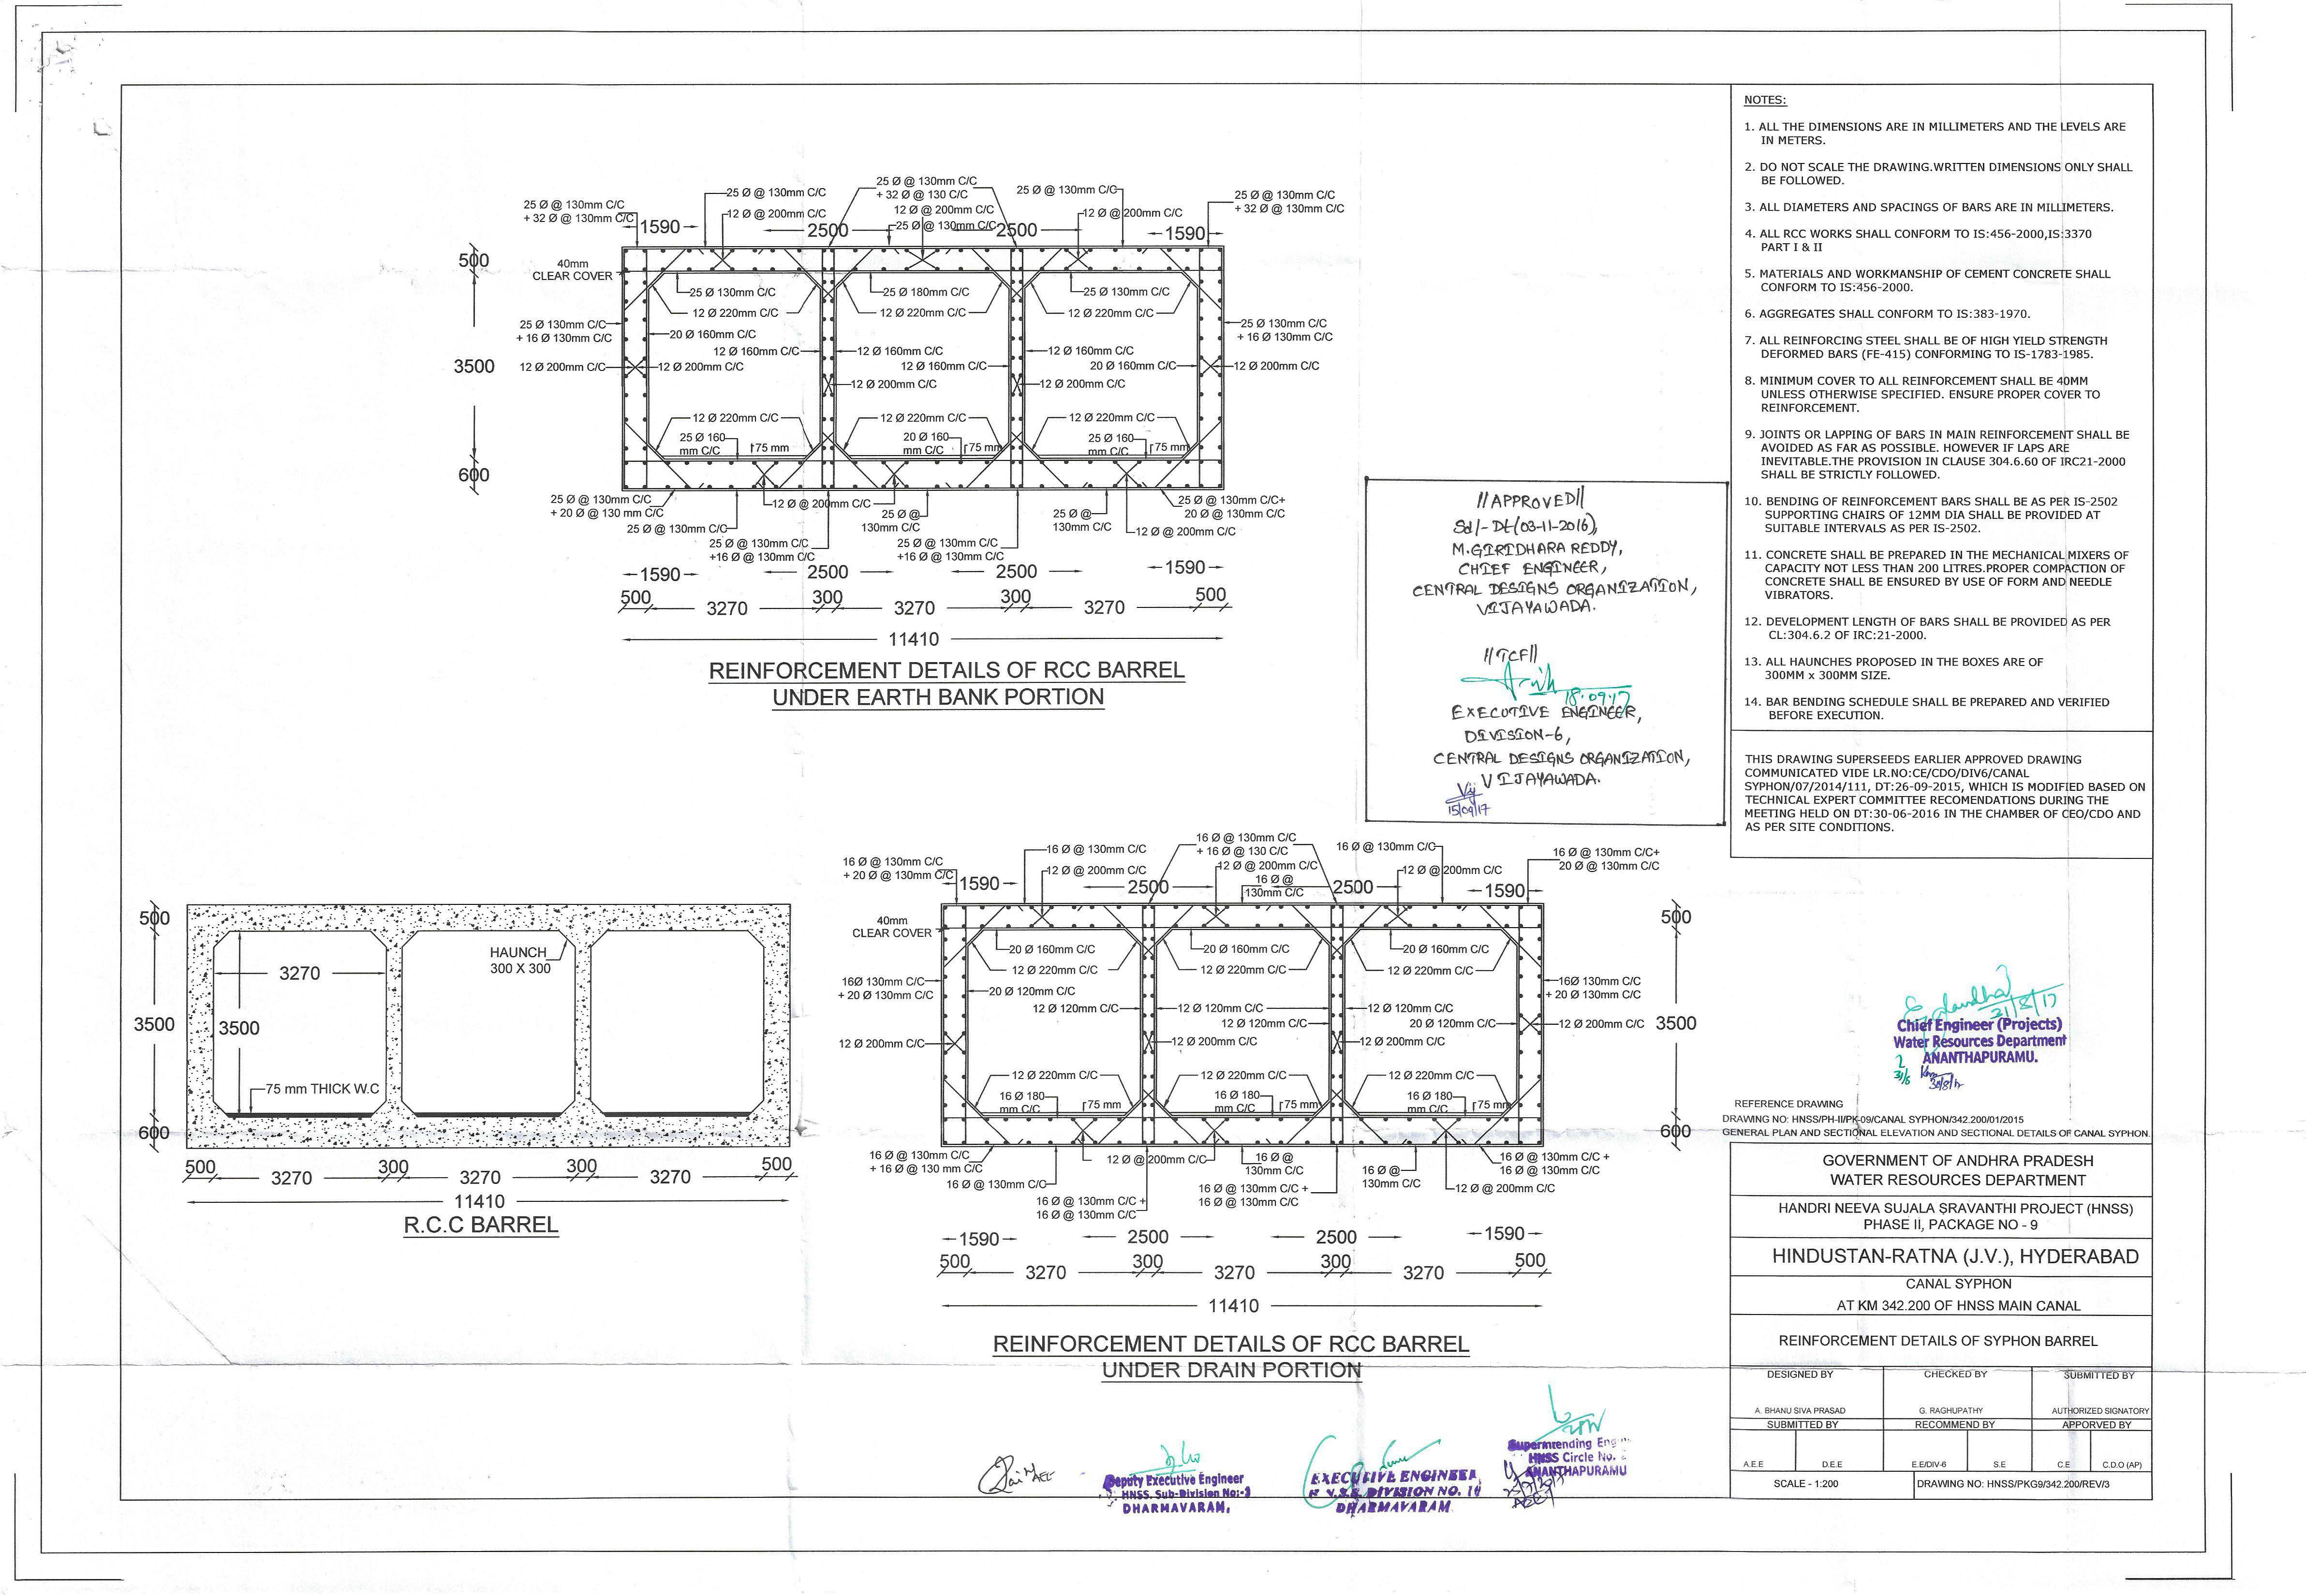 25 Ø @ 130mm C/C
+ 32 Ø @ 130mm C/C
1590
25 Ø @ 130mm C/C
12 Ø @ 200mm C/C
2500
25 Ø @ 130mm C/C
+ 32 Ø @ 130 C/C
12 Ø @ 200mm C/C
25 Ø @ 130mm C/C
2500
25 Ø @ 130mm C/C
12 Ø @ 200mm C/C
1590
25 Ø @ 130mm C/C
+ 32 Ø @ 130mm C/C
500
40mm
CLEAR COVER
25 Ø 130mm C/C
25 Ø 180mm C/C
25 Ø 130mm C/C
12 Ø 220mm C/C
12 Ø 220mm C/C
12 Ø 220mm C/C
25 Ø 130mm C/C
+ 16 Ø 130mm C/C
20 Ø 160mm C/C
25 Ø 130mm C/C
+ 16 Ø 130mm C/C
12 Ø 160mm C/C
12 Ø 160mm C/C
12 Ø 160mm C/C
3500
12 Ø 200mm C/C
12 Ø 200mm C/C
12 Ø 160mm C/C
20 Ø 160mm C/C
12 Ø 200mm C/C
12 Ø 200mm C/C
12 Ø 200mm C/C
12 Ø 220mm C/C
12 Ø 220mm C/C
12 Ø 220mm C/C
25 Ø 160
mm C/C
75 mm
20 Ø 160
mm C/C
75 mm
25 Ø 160
mm C/C
75 mm
600
25 Ø @ 130mm C/C
+ 20 Ø @ 130 mm C/C
12 Ø @ 200mm C/C
25 Ø @ 130mm C/C+
20 Ø @ 130mm C/C
25 Ø @ 130mm C/C
25 Ø @
130mm C/C
25 Ø @
130mm C/C
12 Ø @ 200mm C/C
25 Ø @ 130mm C/C
+16 Ø @ 130mm C/C
25 Ø @ 130mm C/C
+16 Ø @ 130mm C/C
1590
2500
2500
1590
500
3270
300
3270
300
3270
500
11410
REINFORCEMENT DETAILS OF RCC BARREL
UNDER EARTH BANK PORTION
//APPROVED//
Sd/- Dt(03-11-2016),
M.GIRIDHARA REDDY,
CHIEF ENGINEER,
CENTRAL DESIGNS ORGANIZATION,
VIJAYAWADA.
//TCF//
18·09·17
EXECUTIVE ENGINEER,
DIVISION-6,
CENTRAL DESIGNS ORGANIZATION,
VIJAYAWADA.
15/09/17
500
3500
600
3270
3500
HAUNCH
300 X 300
75 mm THICK W.C
500
3270
300
3270
300
3270
500
11410
R.C.C BARREL
16 Ø @ 130mm C/C
+ 20 Ø @ 130mm C/C
1590
16 Ø @ 130mm C/C
12 Ø @ 200mm C/C
2500
16 Ø @ 130mm C/C
+ 16 Ø @ 130 C/C
12 Ø @ 200mm C/C
16 Ø @
130mm C/C
2500
16 Ø @ 130mm C/C
12 Ø @ 200mm C/C
1590
16 Ø @ 130mm C/C+
20 Ø @ 130mm C/C
40mm
CLEAR COVER
500
20 Ø 160mm C/C
20 Ø 160mm C/C
20 Ø 160mm C/C
12 Ø 220mm C/C
12 Ø 220mm C/C
12 Ø 220mm C/C
16Ø 130mm C/C
+ 20 Ø 130mm C/C
20 Ø 120mm C/C
16Ø 130mm C/C
+ 20 Ø 130mm C/C
12 Ø 120mm C/C
12 Ø 120mm C/C
12 Ø 120mm C/C
12 Ø 120mm C/C
20 Ø 120mm C/C
12 Ø 200mm C/C
3500
12 Ø 200mm C/C
12 Ø 200mm C/C
12 Ø 200mm C/C
12 Ø 220mm C/C
12 Ø 220mm C/C
12 Ø 220mm C/C
16 Ø 180
mm C/C
75 mm
16 Ø 180
mm C/C
75 mm
16 Ø 180
mm C/C
75 mm
600
16 Ø @ 130mm C/C
+ 16 Ø @ 130 mm C/C
12 Ø @ 200mm C/C
16 Ø @
130mm C/C
16 Ø @ 130mm C/C +
16 Ø @ 130mm C/C
16 Ø @ 130mm C/C
16 Ø @
130mm C/C
12 Ø @ 200mm C/C
16 Ø @ 130mm C/C +
16 Ø @ 130mm C/C
16 Ø @ 130mm C/C +
16 Ø @ 130mm C/C
1590
2500
2500
1590
500
3270
300
3270
300
3270
500
11410
REINFORCEMENT DETAILS OF RCC BARREL
UNDER DRAIN PORTION
AEE
Deputy Executive Engineer
HNSS, Sub-Division No:-3
DHARMAVARAM,
EXECUTIVE ENGINEER
DIVISION NO. 10
DHARMAVARAM
Superintending
HNSS Circle No.
ANANTHAPURAMU
NOTES:
1. ALL THE DIMENSIONS ARE IN MILLIMETERS AND THE LEVELS ARE
IN METERS.
2. DO NOT SCALE THE DRAWING.WRITTEN DIMENSIONS ONLY SHALL
BE FOLLOWED.
3. ALL DIAMETERS AND SPACINGS OF BARS ARE IN MILLIMETERS.
4. ALL RCC WORKS SHALL CONFORM TO IS:456-2000,IS:3370
PART I & II
5. MATERIALS AND WORKMANSHIP OF CEMENT CONCRETE SHALL
CONFORM TO IS:456-2000.
6. AGGREGATES SHALL CONFORM TO IS:383-1970.
7. ALL REINFORCING STEEL SHALL BE OF HIGH YIELD STRENGTH
DEFORMED BARS (FE-415) CONFORMING TO IS-1783-1985.
8. MINIMUM COVER TO ALL REINFORCEMENT SHALL BE 40MM
UNLESS OTHERWISE SPECIFIED. ENSURE PROPER COVER TO
REINFORCEMENT.
9. JOINTS OR LAPPING OF BARS IN MAIN REINFORCEMENT SHALL BE
AVOIDED AS FAR AS POSSIBLE. HOWEVER IF LAPS ARE
INEVITABLE.THE PROVISION IN CLAUSE 304.6.60 OF IRC21-2000
SHALL BE STRICTLY FOLLOWED.
10. BENDING OF REINFORCEMENT BARS SHALL BE AS PER IS-2502
SUPPORTING CHAIRS OF 12MM DIA SHALL BE PROVIDED AT
SUITABLE INTERVALS AS PER IS-2502.
11. CONCRETE SHALL BE PREPARED IN THE MECHANICAL MIXERS OF
CAPACITY NOT LESS THAN 200 LITRES.PROPER COMPACTION OF
CONCRETE SHALL BE ENSURED BY USE OF FORM AND NEEDLE
VIBRATORS.
12. DEVELOPMENT LENGTH OF BARS SHALL BE PROVIDED AS PER
CL:304.6.2 OF IRC:21-2000.
13. ALL HAUNCHES PROPOSED IN THE BOXES ARE OF
300MM x 300MM SIZE.
14. BAR BENDING SCHEDULE SHALL BE PREPARED AND VERIFIED
BEFORE EXECUTION.
THIS DRAWING SUPERSEEDS EARLIER APPROVED DRAWING
COMMUNICATED VIDE LR.NO:CE/CDO/DIV6/CANAL
SYPHON/07/2014/111, DT:26-09-2015, WHICH IS MODIFIED BASED ON
TECHNICAL EXPERT COMMITTEE RECOMENDATIONS DURING THE
MEETING HELD ON DT:30-06-2016 IN THE CHAMBER OF CEO/CDO AND
AS PER SITE CONDITIONS.
31/8/17
Chief Engineer (Projects)
Water Resources Department
ANANTHAPURAMU.
REFERENCE DRAWING
DRAWING NO: HNSS/PH-II/PK-09/CANAL SYPHON/342.200/01/2015
GENERAL PLAN AND SECTIONAL ELEVATION AND SECTIONAL DETAILS OF CANAL SYPHON.
GOVERNMENT OF ANDHRA PRADESH
WATER RESOURCES DEPARTMENT
HANDRI NEEVA SUJALA SRAVANTHI PROJECT (HNSS)
PHASE II, PACKAGE NO - 9
HINDUSTAN-RATNA (J.V.), HYDERABAD
CANAL SYPHON
AT KM 342.200 OF HNSS MAIN CANAL
REINFORCEMENT DETAILS OF SYPHON BARREL
DESIGNED BY
CHECKED BY
SUBMITTED BY
A. BHANU SIVA PRASAD
G. RAGHUPATHY
AUTHORIZED SIGNATORY
SUBMITTED BY
RECOMMEND BY
APPORVED BY
A.E.E
D.E.E
E.E/DIV-6
S.E
C.E
C.D.O (AP)
SCALE - 1:200
DRAWING NO: HNSS/PKG9/342.200/REV/3